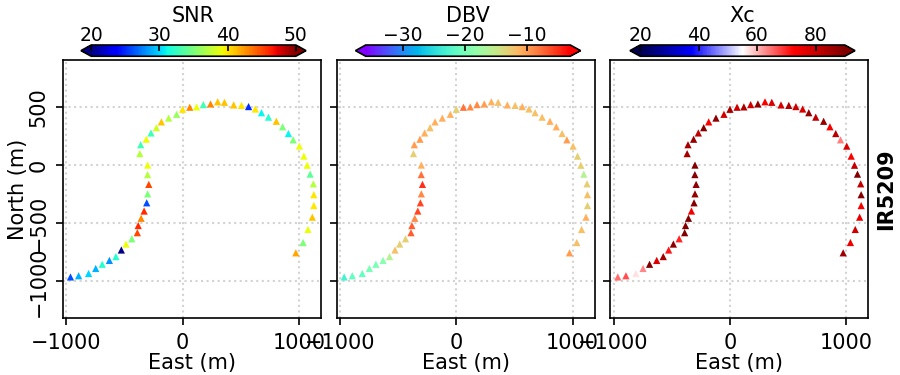 SNR DBV Xc
20 30 40 50 −30 −20 −10 20 40 60 80
500
0
−500
−1000
North (m)
IR5209
−1000 0 1000 −1000 0 1000 −1000 0 1000
East (m) East (m) East (m)